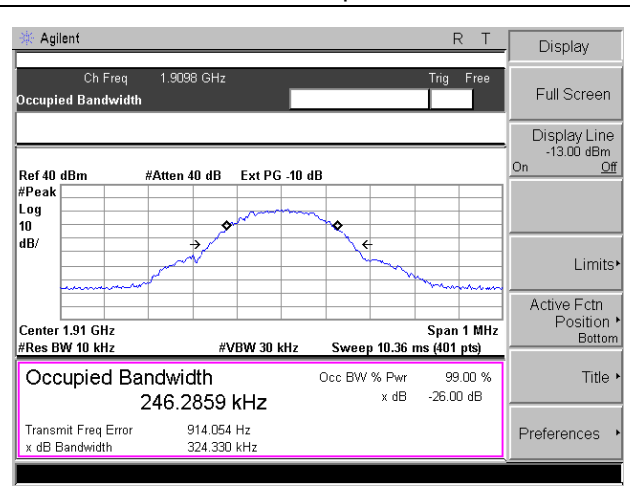 Agilent R T
Ch Freq 1.9098 GHz Trig Free
Occupied Bandwidth
Ref 40 dBm #Atten 40 dB Ext PG -10 dB
#Peak
Log
10
dB/
Center 1.91 GHz Span 1 MHz
#Res BW 10 kHz #VBW 30 kHz Sweep 10.36 ms (401 pts)
Occupied Bandwidth Occ BW % Pwr 99.00 %
246.2859 kHz x dB -26.00 dB
Transmit Freq Error 914.054 Hz
x dB Bandwidth 324.330 kHz
Display
Full Screen
Display Line
-13.00 dBm
On Off
Limits
Active Fctn
Position
Bottom
Title
Preferences